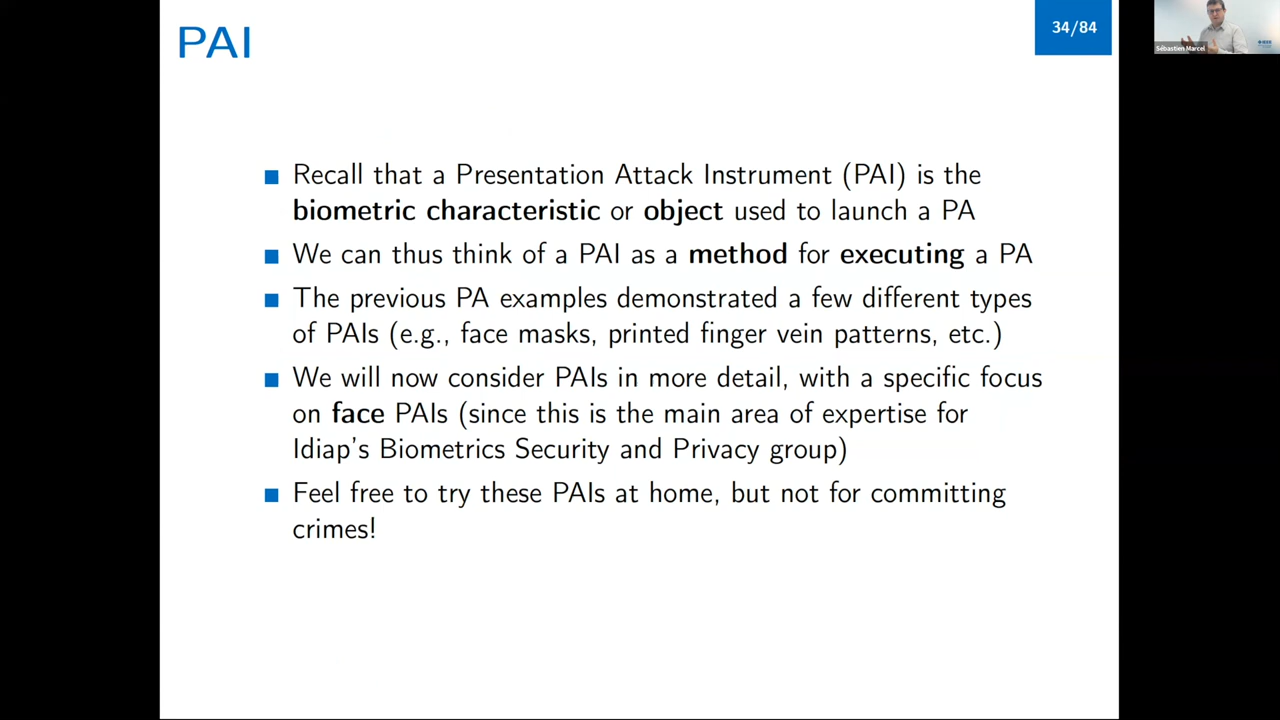 PAI
34/84
Sébastien Marcel
IEEE
Recall that a Presentation Attack Instrument (PAI) is the
biometric characteristic or object used to launch a PA
We can thus think of a PAI as a method for executing a PA
The previous PA examples demonstrated a few different types
of PAIs (e.g., face masks, printed finger vein patterns, etc.)
We will now consider PAIs in more detail, with a specific focus
on face PAIs (since this is the main area of expertise for
Idiap's Biometrics Security and Privacy group)
Feel free to try these PAIs at home, but not for committing
crimes!